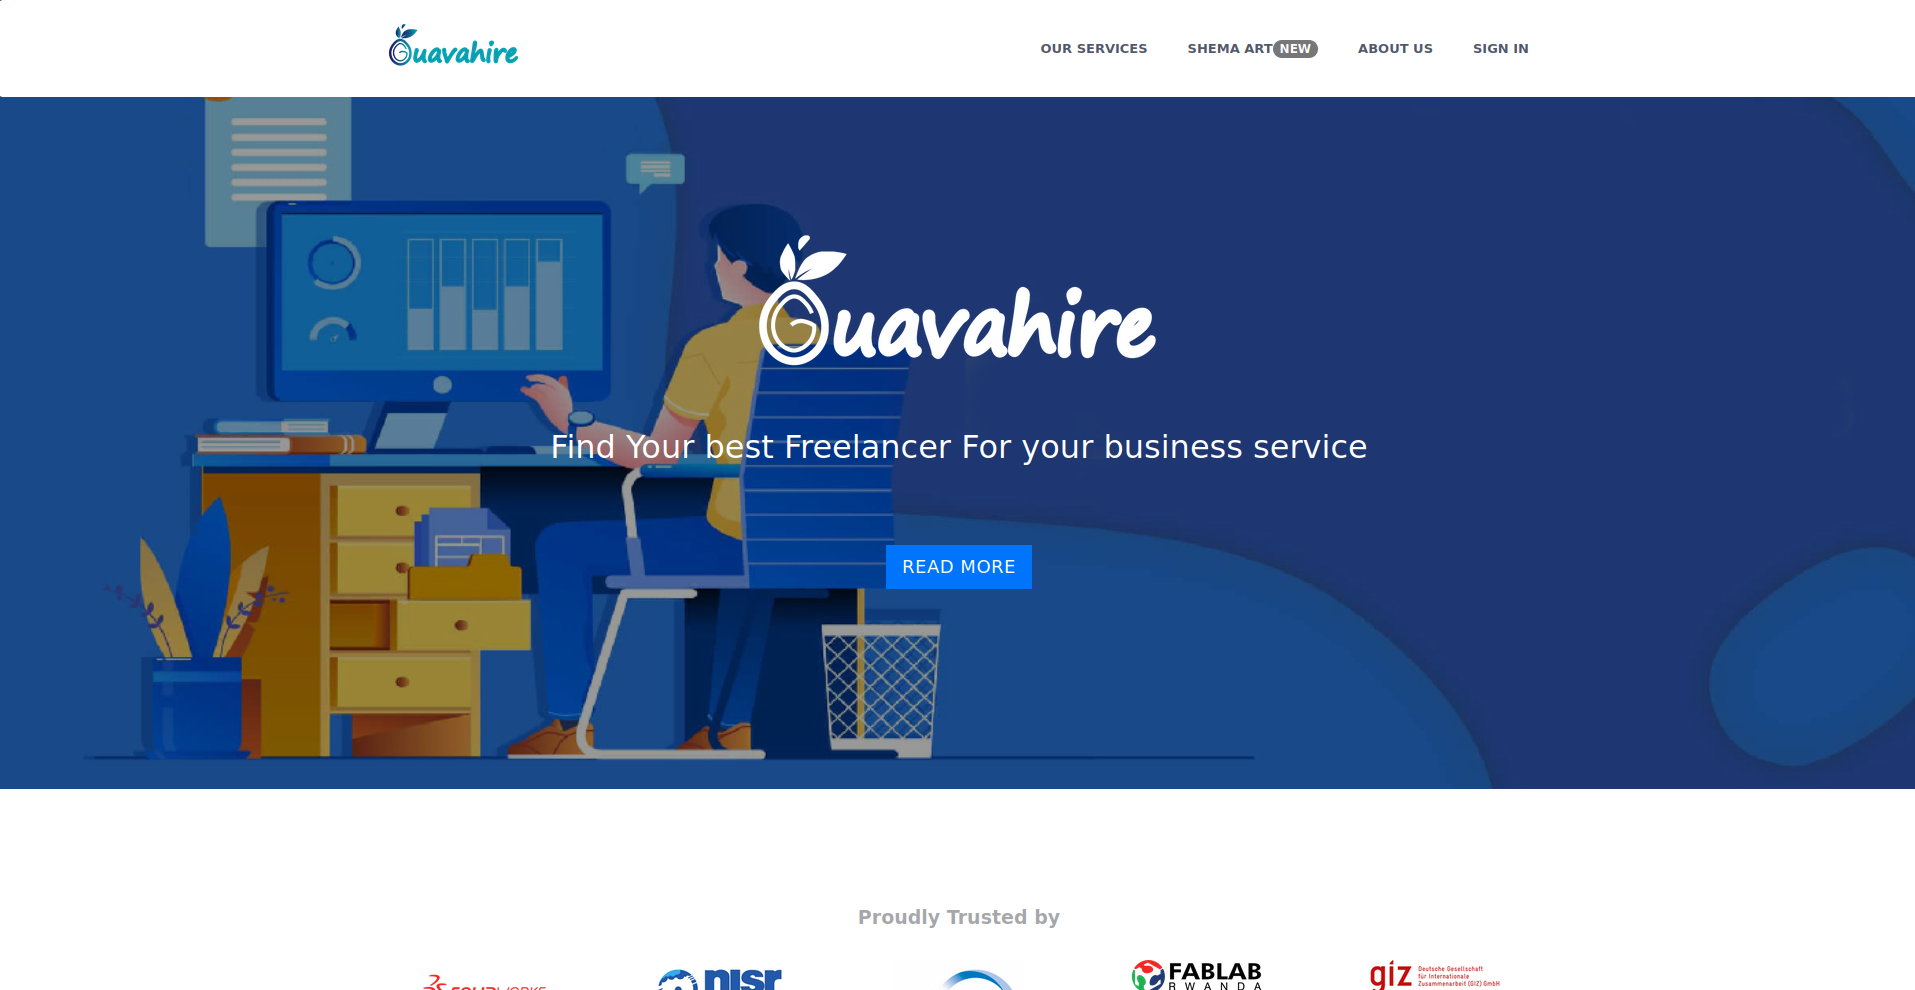 Guavahire
OUR SERVICES
SHEMA ART NEW
ABOUT US
SIGN IN
Guavahire
Find Your best Freelancer For your business service
READ MORE
Proudly Trusted by
SOLIDWORKS
nisr
FABLAB
RWANDA
giz
Deutsche Gesellschaft
für Internationale
Zusammenarbeit (GIZ) GmbH